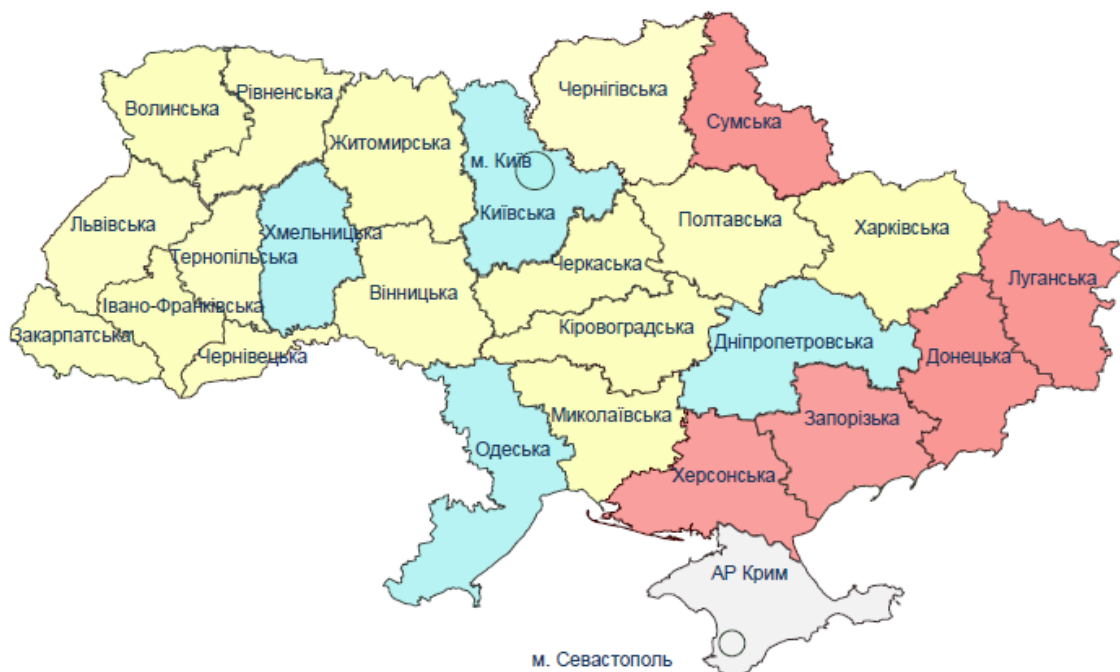 Чернігівська
Рівненська
Волинська
Сумська
Житомирська
м. Київ
Київська
Полтавська
Львівська
Харківська
Хмельницька
Тернопільська
Черкаська
Луганська
Вінницька
Івано-Франківська
Кіровоградська
Закарпатська
Дніпропетровська
Чернівецька
Донецька
Миколаївська
Запорізька
Одеська
Херсонська
АР Крим
м. Севастополь